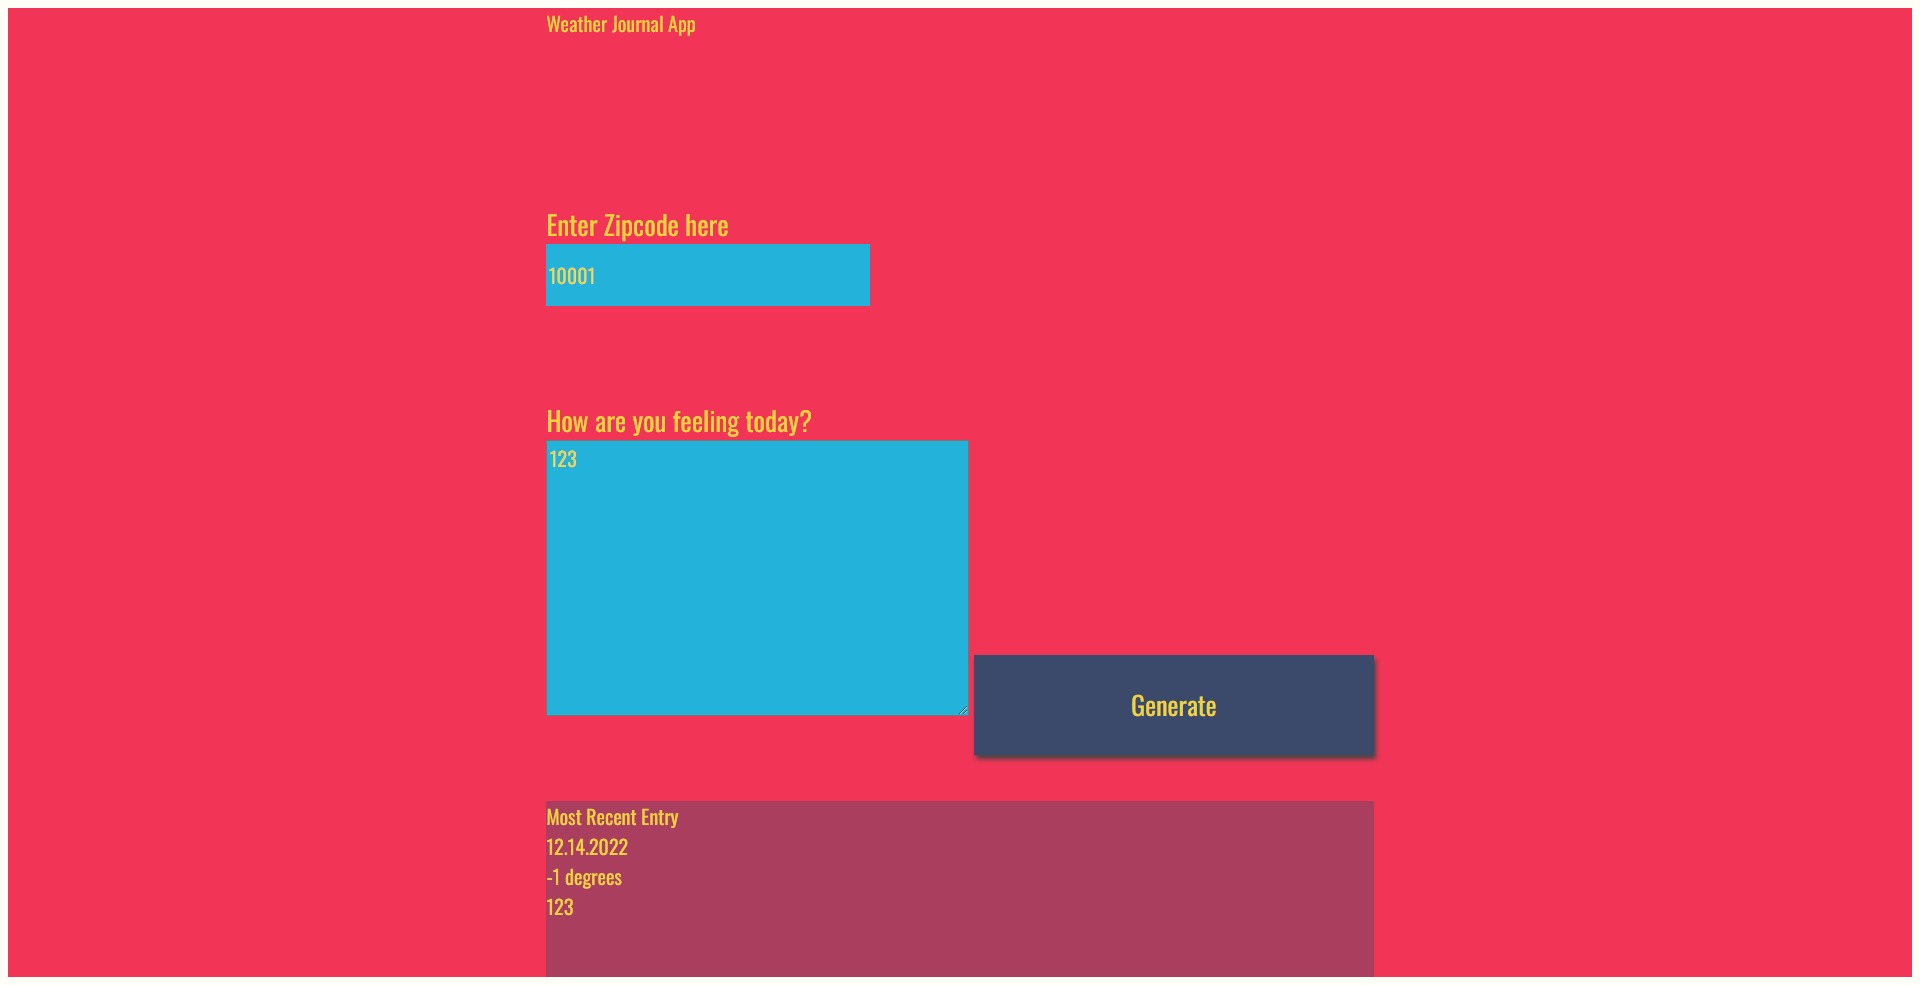 Weather Journal App
Enter Zipcode here
10001
How are you feeling today?
123
Generate
Most Recent Entry
12.14.2022
-1 degrees
123